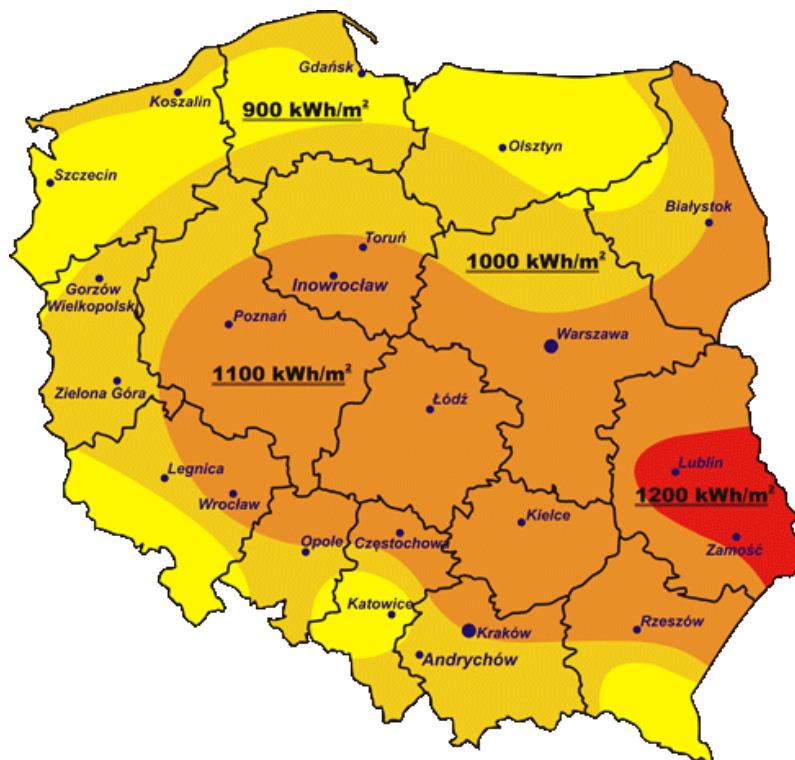 Gdańsk
Koszalin
900 kWh/m²
Olsztyn
Szczecin
Białystok
Toruń
1000 kWh/m²
Gorzów
Wielkopolsk
Inowrocław
Poznań
Warszawa
1100 kWh/m²
Zielona Góra
Łódź
Legnica
Lublin
Wrocław
1200 kWh/m²
Kielce
Opole
Częstochowa
Zamość
Katowice
Kraków
Rzeszów
Andrychów